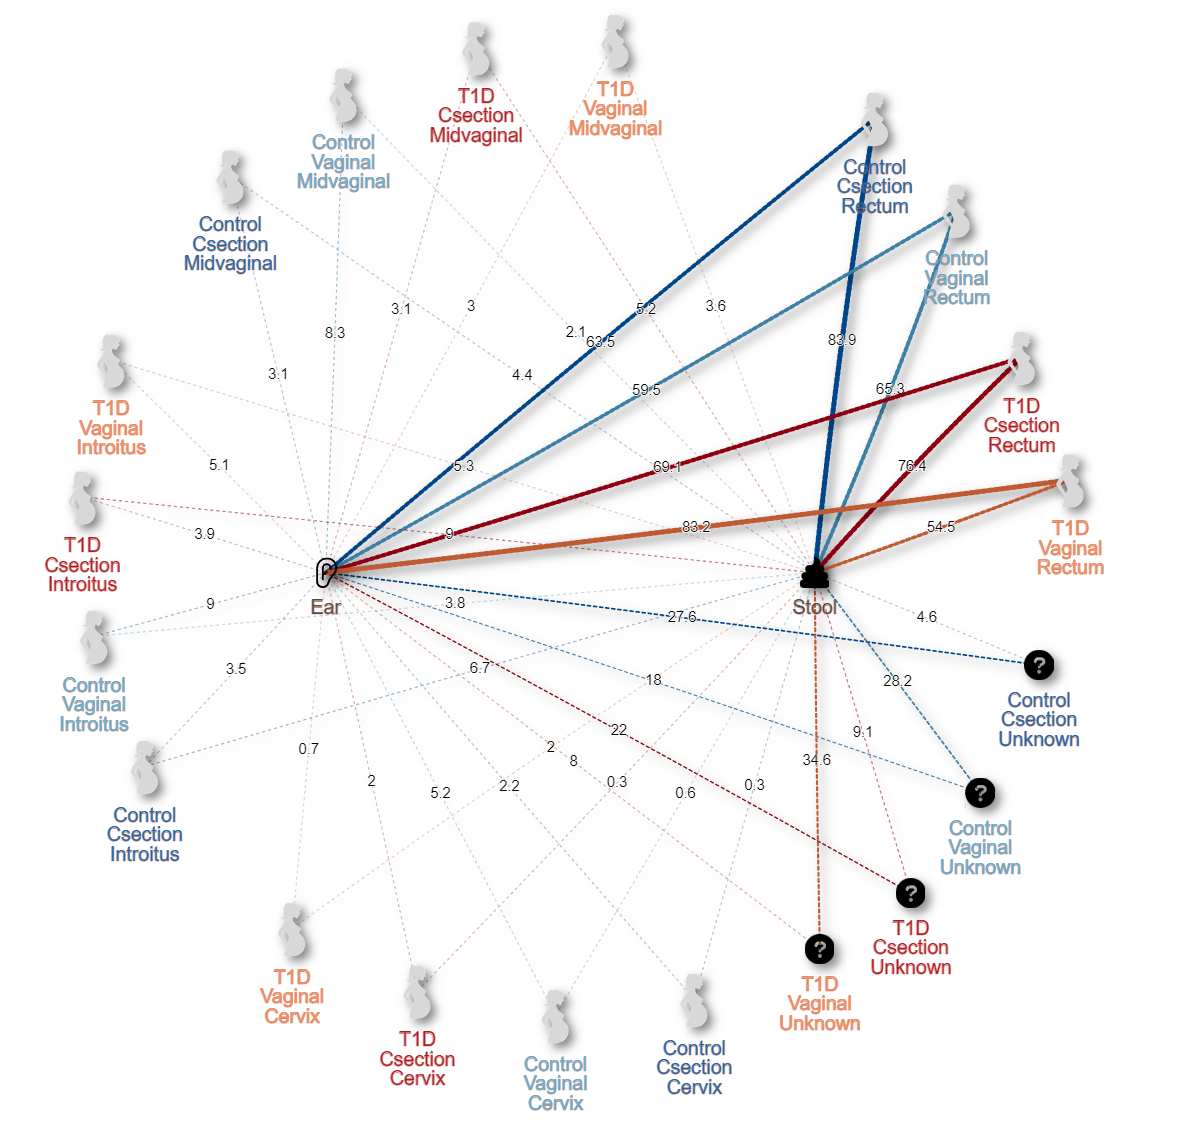 T1D
Csection
Midvaginal
T1D
Vaginal
Midvaginal
Control
Vaginal
Midvaginal
Control
Csection
Rectum
Control
Csection
Midvaginal
Control
Vaginal
Rectum
3.1
3
5.2
3.6
8.3
2.1
63.5
83.9
3.1
4.4
59.5
65.3
T1D
Vaginal
Introitus
T1D
Csection
Rectum
5.1
5.3
69.1
76.4
3.9
9
83.2
54.5
T1D
Vaginal
Rectum
T1D
Csection
Introitus
Ear
Stool
9
3.8
27.6
4.6
3.5
6.7
18
28.2
Control
Vaginal
Introitus
?
Control
Csection
Unknown
0.7
2
8
22
34.6
9.1
2
5.2
2.2
0.3
0.6
0.3
?
Control
Csection
Introitus
Control
Vaginal
Unknown
?
T1D
Csection
Unknown
?
T1D
Vaginal
Unknown
T1D
Vaginal
Cervix
T1D
Csection
Cervix
Control
Vaginal
Cervix
Control
Csection
Cervix